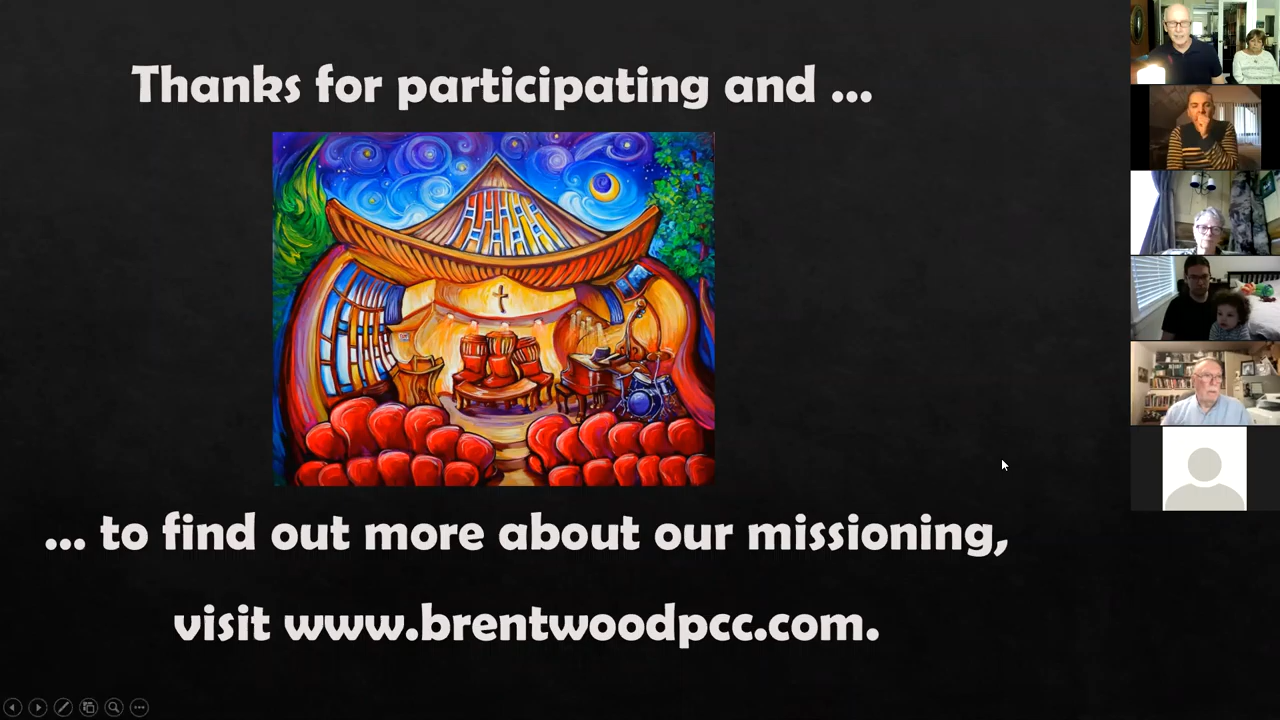 Thanks for participating and ...
... to find out more about our missioning,
visit www.brentwoodpcc.com.